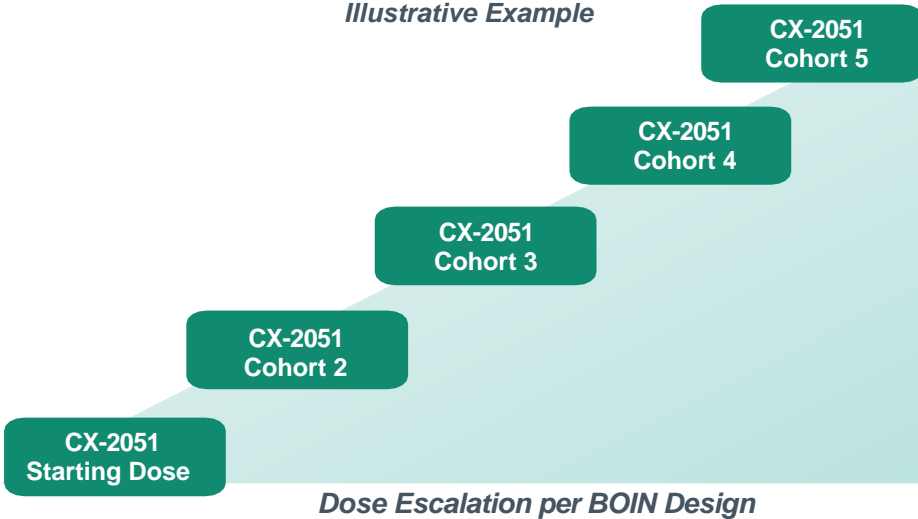 Illustrative Example
CX-2051
Cohort 5
CX-2051
Cohort 4
CX-2051
Cohort 3
CX-2051
Cohort 2
CX-2051
Starting Dose
Dose Escalation per BOIN Design